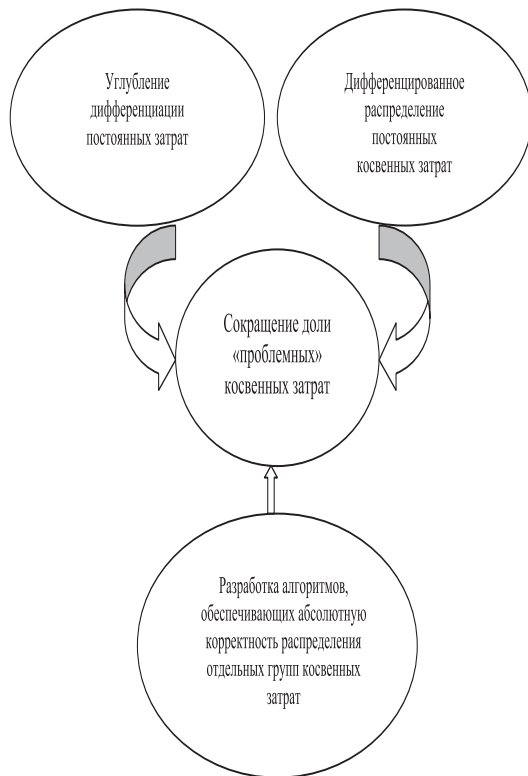 Углубление
дифференциации
постоянных затрат
Дифференцированное
распределение
постоянных
косвенных затрат
Сокращение доли
«проблемных»
косвенных затрат
Разработка алгоритмов,
обеспечивающих абсолютную
корректность распределения
отдельных групп косвенных
затрат